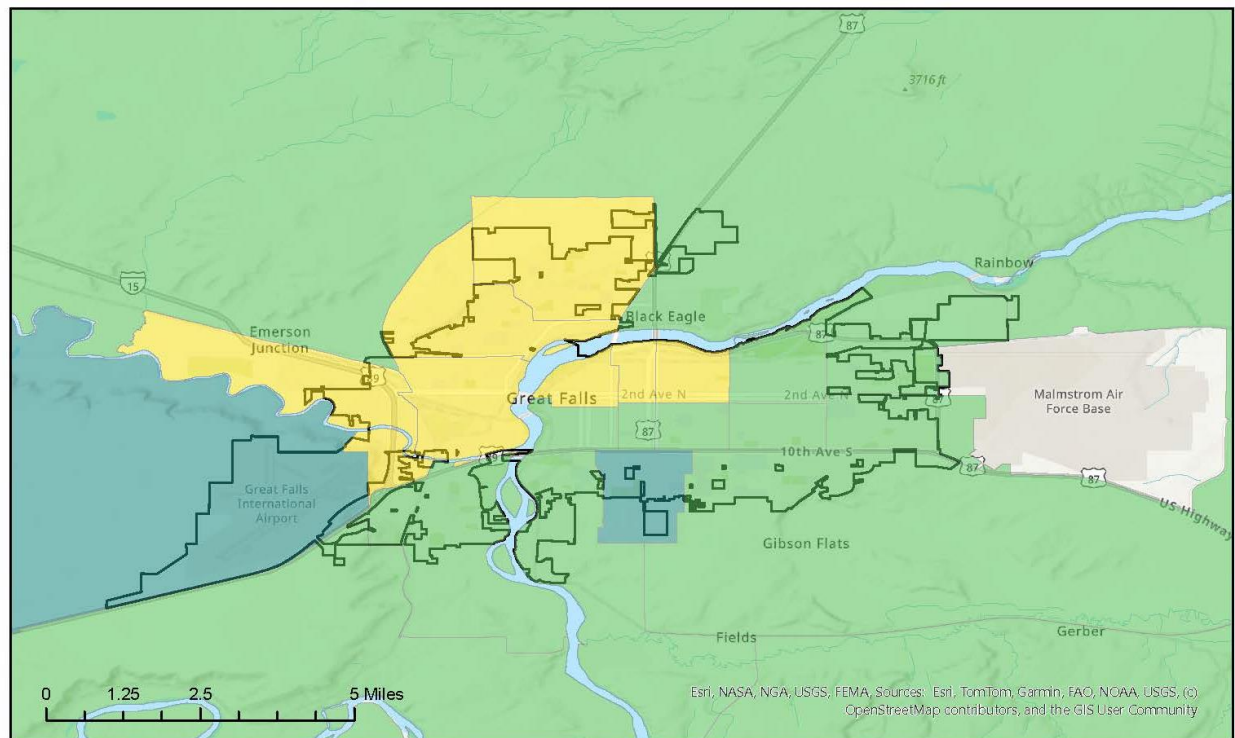 87
3716 ft
Rainbow
15
Emerson
Junction
Black Eagle
87
89
Great Falls
2nd Ave N
2nd Ave N
87
Malmstrom Air
Force Base
87
89
10th Ave S
87
87
US Highway
Great Falls
International
Airport
Gibson Flats
Fields
Gerber
0 1.25 2.5 5 Miles
Esri, NASA, NGA, USGS, FEMA, Sources: Esri, TomTom, Garmin, FAO, NOAA, USGS, (c)
OpenStreetMap contributors, and the GIS User Community